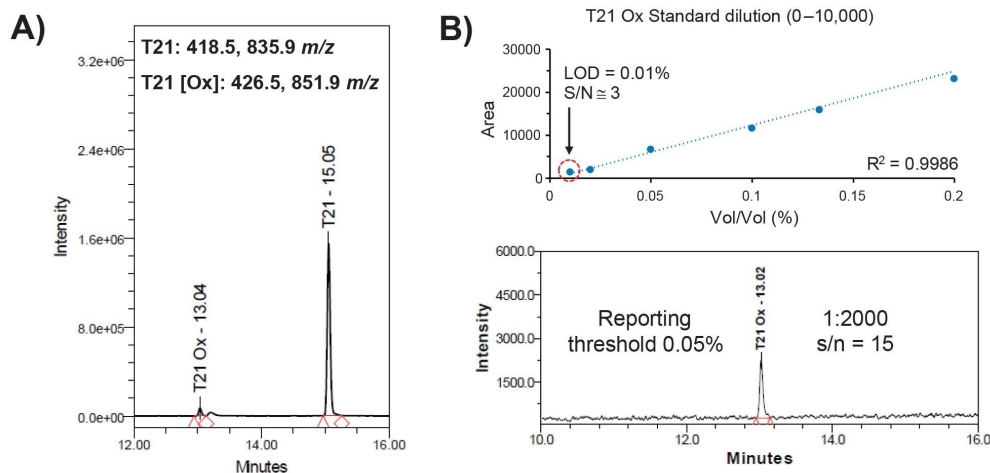 A)
T21: 418.5, 835.9 m/z
T21 [Ox]: 426.5, 851.9 m/z
3.2e+06
2.4e+06
1.6e+06
8.0e+05
0.0e+00
Intensity
T21 Ox - 13.04
T21 - 15.05
12.00 14.00 16.00
Minutes
B)
T21 Ox Standard dilution (0–10,000)
30000
20000
10000
0
Area
LOD = 0.01%
S/N ≅ 3
R² = 0.9986
0 0.05 0.1 0.15 0.2
Vol/Vol (%)
6000.0
4500.0
3000.0
1500.0
Intensity
Reporting
threshold 0.05%
T21 Ox - 13.02
1:2000
s/n = 15
10.0 12.0 14.0 16.0
Minutes